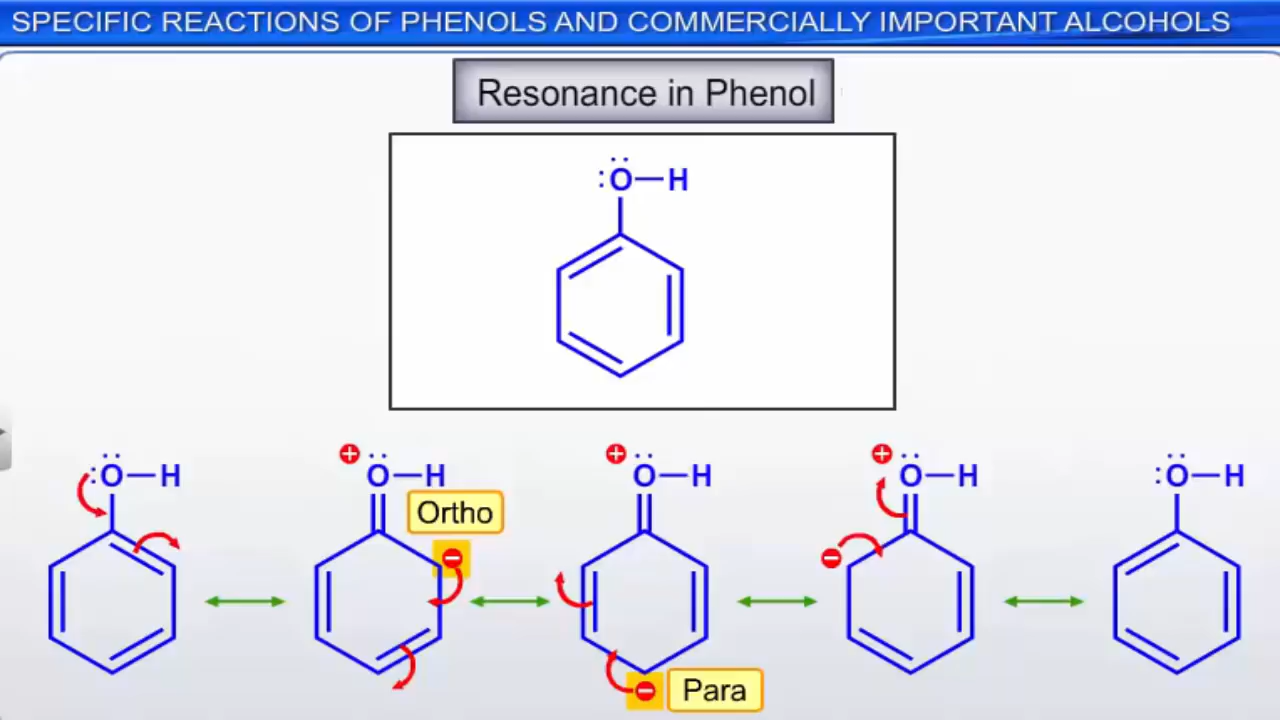 SPECIFIC REACTIONS OF PHENOLS AND COMMERCIALLY IMPORTANT ALCOHOLS
Resonance in Phenol
:O—H
:O—H
+ O—H
+ O—H
+ O—H
:O—H
Ortho
−
−
−
Para